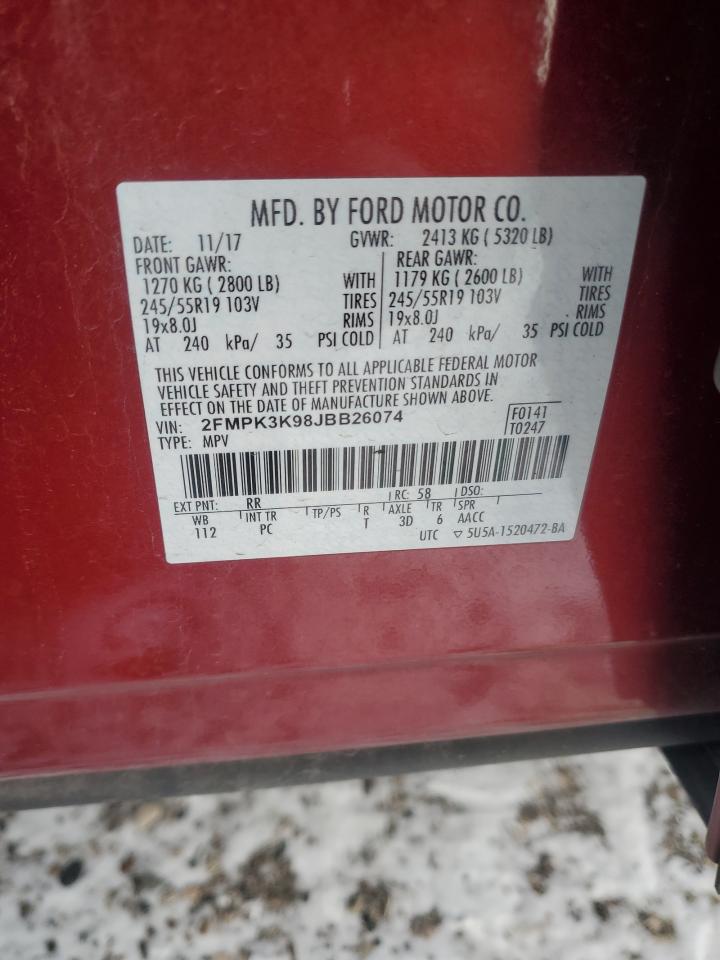 MFD. BY FORD MOTOR CO.
DATE: 11/17 GVWR: 2413 KG ( 5320 LB)
FRONT GAWR: REAR GAWR:
1270 KG ( 2800 LB) WITH 1179 KG ( 2600 LB) WITH
245/55R19 103V TIRES 245/55R19 103V TIRES
19x8.0J RIMS 19x8.0J RIMS
AT 240 kPa/ 35 PSI COLD AT 240 kPa/ 35 PSI COLD
THIS VEHICLE CONFORMS TO ALL APPLICABLE FEDERAL MOTOR
VEHICLE SAFETY AND THEFT PREVENTION STANDARDS IN
EFFECT ON THE DATE OF MANUFACTURE SHOWN ABOVE.
VIN: 2FMPK3K98JBB26074 F0141
TYPE: MPV T0247
EXT PNT: RR RC: 58 DSO:
WB INT TR TP/PS R AXLE TR SPR
112 PC T 3D 6 AACC
UTC ▽ 5U5A-1520472-BA